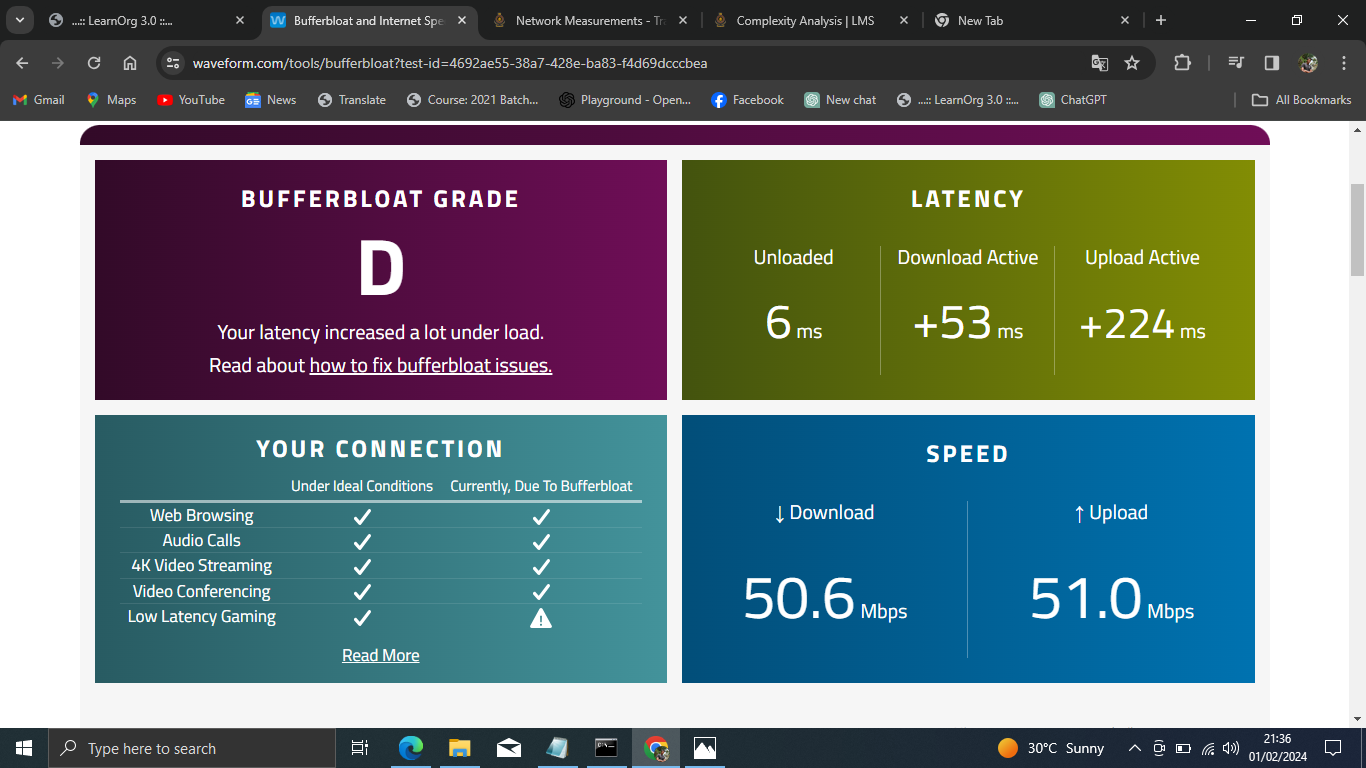 ...:: LearnOrg 3.0 ::...
Bufferbloat and Internet Spe
Network Measurements - Tr
Complexity Analysis | LMS
New Tab
waveform.com/tools/bufferbloat?test-id=4692ae55-38a7-428e-ba83-f4d69dcccbea
Gmail
Maps
YouTube
News
Translate
Course: 2021 Batch...
Playground - Open...
Facebook
New chat
...:: LearnOrg 3.0 ::...
ChatGPT
All Bookmarks
BUFFERBLOAT GRADE
D
Your latency increased a lot under load.
Read about how to fix bufferbloat issues.
LATENCY
Unloaded Download Active Upload Active
6 ms +53 ms +224 ms
YOUR CONNECTION
Under Ideal Conditions Currently, Due To Bufferbloat
Web Browsing
Audio Calls
4K Video Streaming
Video Conferencing
Low Latency Gaming
Read More
SPEED
↓ Download ↑ Upload
50.6 Mbps 51.0 Mbps
Type here to search
30°C Sunny
21:36
01/02/2024